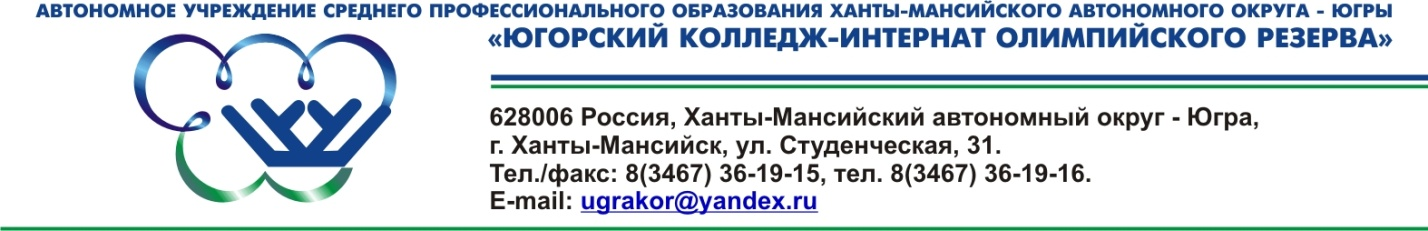 АВТОНОМНОЕ УЧРЕЖДЕНИЕ СРЕДНЕГО ПРОФЕССИОНАЛЬНОГО ОБРАЗОВАНИЯ ХАНТЫ-МАНСИЙСКОГО АВТОНОМНОГО ОКРУГА - ЮГРЫ
«ЮГОРСКИЙ КОЛЛЕДЖ-ИНТЕРНАТ ОЛИМПИЙСКОГО РЕЗЕРВА»
628006 Россия, Ханты-Мансийский автономный округ - Югра,
г. Ханты-Мансийск, ул. Студенческая, 31.
Тел./факс: 8(3467) 36-19-15, тел. 8(3467) 36-19-16.
E-mail: ugrakor@yandex.ru